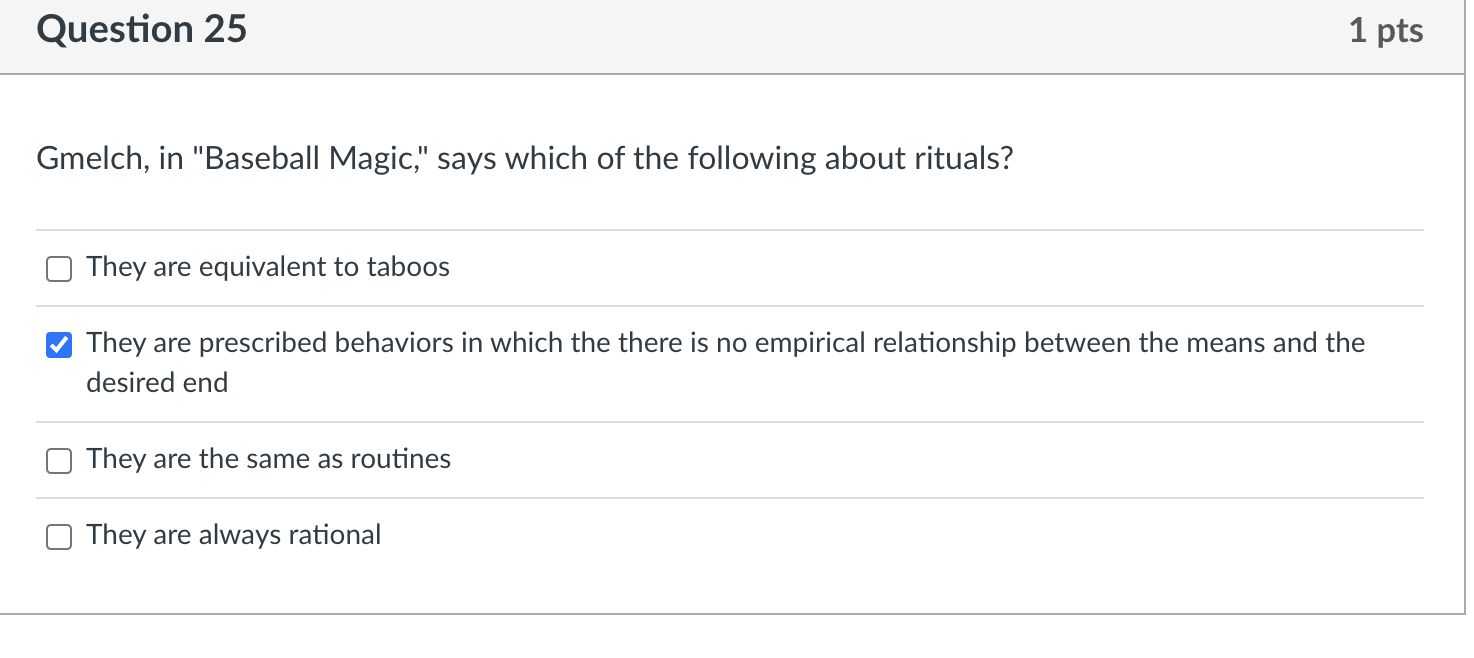 Question 25
1 pts
Gmelch, in "Baseball Magic," says which of the following about rituals?
They are equivalent to taboos
They are prescribed behaviors in which the there is no empirical relationship between the means and the
desired end
They are the same as routines
They are always rational